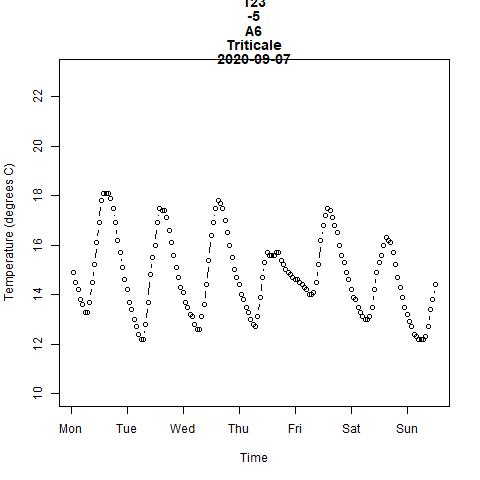 123
-5
A6
Triticale
2020-09-07
Temperature (degrees C)
22
20
18
16
14
12
10
Mon Tue Wed Thu Fri Sat Sun
Time